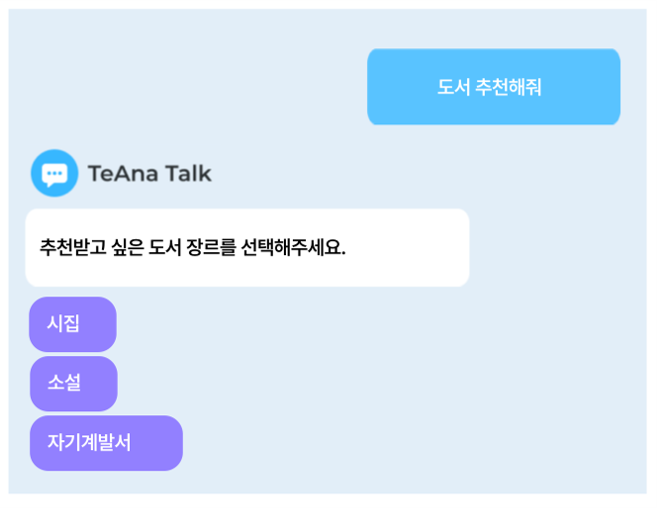 도서 추천해줘
TeAna Talk
추천받고 싶은 도서 장르를 선택해주세요.
시집
소설
자기계발서